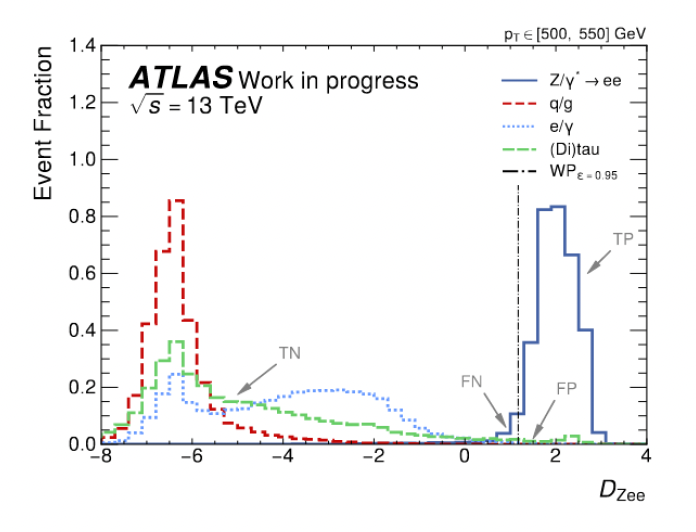 p_T ∈ [500, 550] GeV
ATLAS Work in progress
√s = 13 TeV
Z/γ* → ee
q/g
e/γ
(Di)tau
WP_ε = 0.95
Event Fraction
1.4
1.2
1.0
0.8
0.6
0.4
0.2
0.0
TP
TN
FN
FP
−8
−6
−4
−2
0
2
4
D_Zee